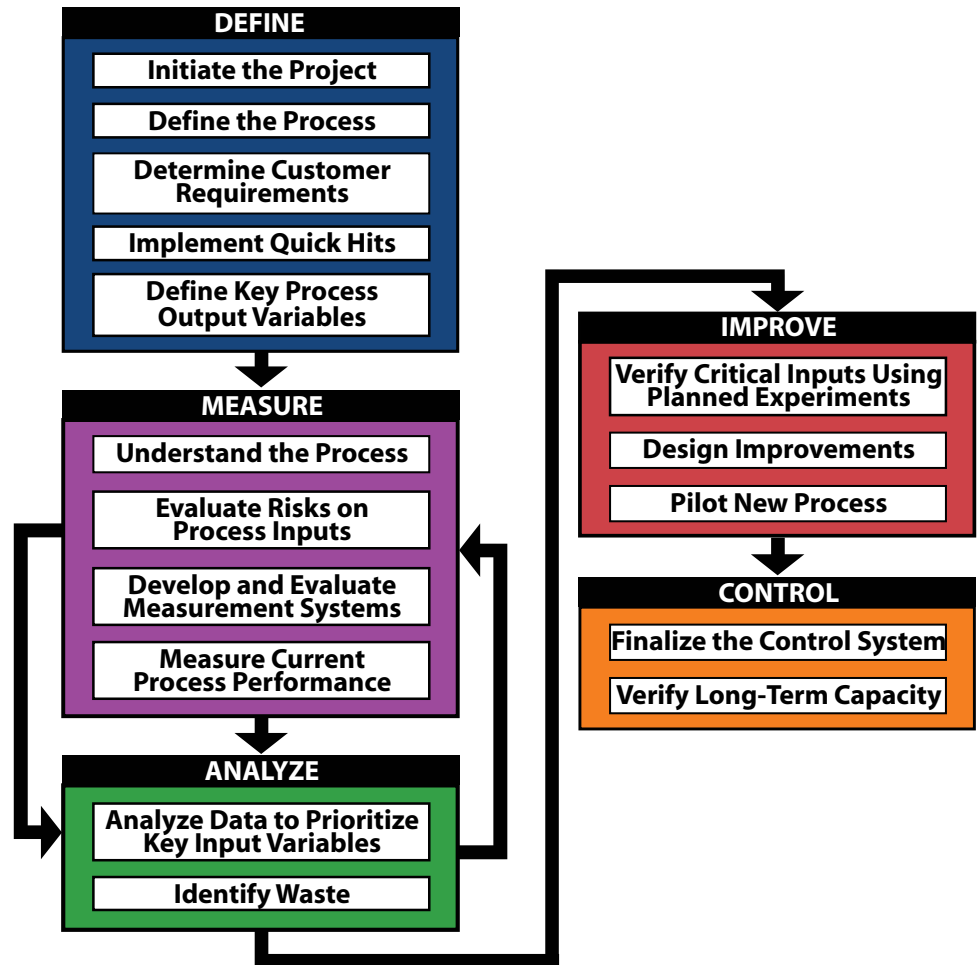 DEFINE
Initiate the Project
Define the Process
Determine Customer
Requirements
Implement Quick Hits
Define Key Process
Output Variables
MEASURE
Understand the Process
Evaluate Risks on
Process Inputs
Develop and Evaluate
Measurement Systems
Measure Current
Process Performance
ANALYZE
Analyze Data to Prioritize
Key Input Variables
Identify Waste
IMPROVE
Verify Critical Inputs Using
Planned Experiments
Design Improvements
Pilot New Process
CONTROL
Finalize the Control System
Verify Long-Term Capacity